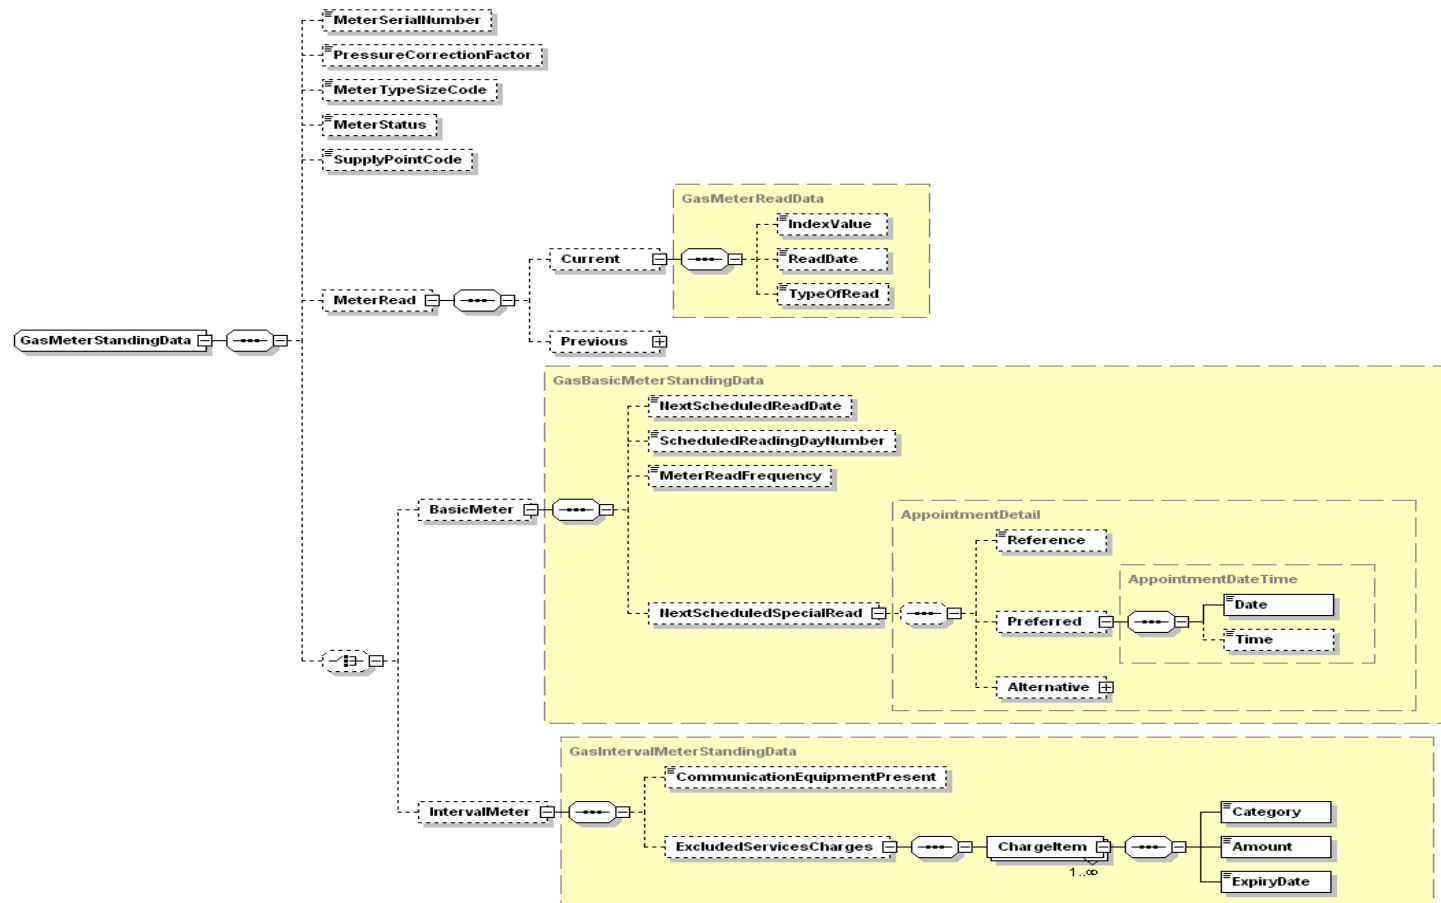 MeterSerialNumber
PressureCorrectionFactor
MeterTypeSizeCode
MeterStatus
SupplyPointCode
GasMeterReadData
IndexValue
Current
ReadDate
TypeOfRead
MeterRead
GasMeterStandingData
Previous
GasBasicMeterStandingData
NextScheduledReadDate
ScheduledReadingDayNumber
MeterReadFrequency
BasicMeter
AppointmentDetail
Reference
AppointmentDateTime
Date
NextScheduledSpecialRead
Preferred
Time
Alternative
GasIntervalMeterStandingData
CommunicationEquipmentPresent
IntervalMeter
Category
ExcludedServicesCharges
ChargeItem
Amount
1..∞
ExpiryDate